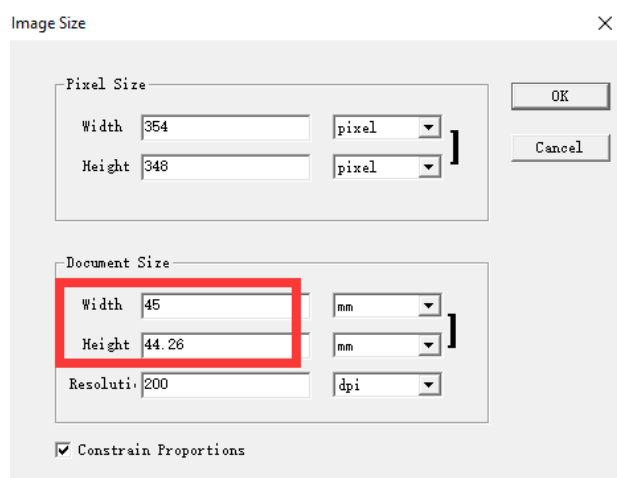 Image Size
Pixel Size
OK
Width 354 pixel
Cancel
Height 348 pixel
Document Size
Width 45 mm
Height 44.26 mm
Resoluti 200 dpi
Constrain Proportions